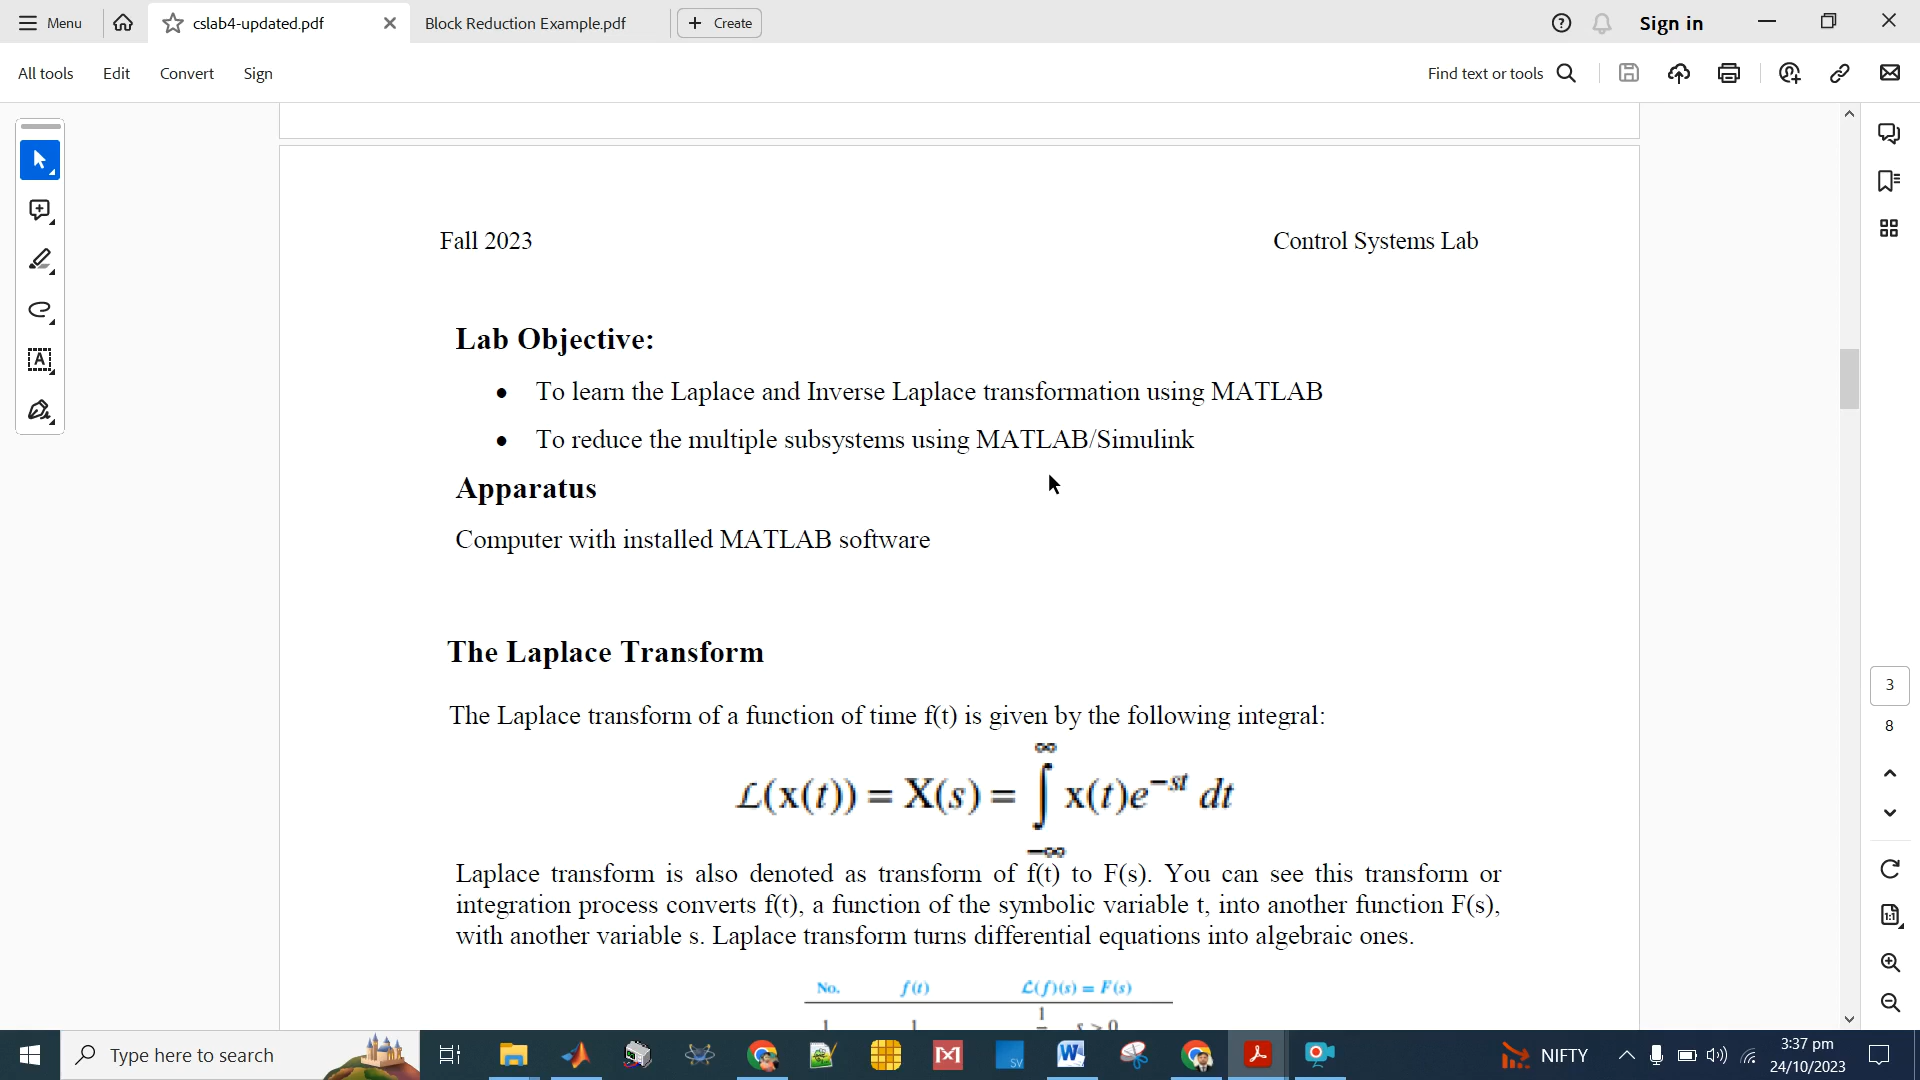 Menu
cslab4-updated.pdf
Block Reduction Example.pdf
Create
Sign in
All tools
Edit
Convert
Sign
Find text or tools
Fall 2023
Control Systems Lab
Lab Objective:
• To learn the Laplace and Inverse Laplace transformation using MATLAB
• To reduce the multiple subsystems using MATLAB/Simulink
Apparatus
Computer with installed MATLAB software
The Laplace Transform
The Laplace transform of a function of time f(t) is given by the following integral:
ℒ(x(t)) = X(s) = ∫_{-∞}^{∞} x(t)e^{-st} dt
Laplace transform is also denoted as transform of f(t) to F(s). You can see this transform or
integration process converts f(t), a function of the symbolic variable t, into another function F(s),
with another variable s. Laplace transform turns differential equations into algebraic ones.
No. f(t) ℒ(f)(s) = F(s)
1 1 1 s > 0
3
8
Type here to search
SV
NIFTY
3:37 pm
24/10/2023